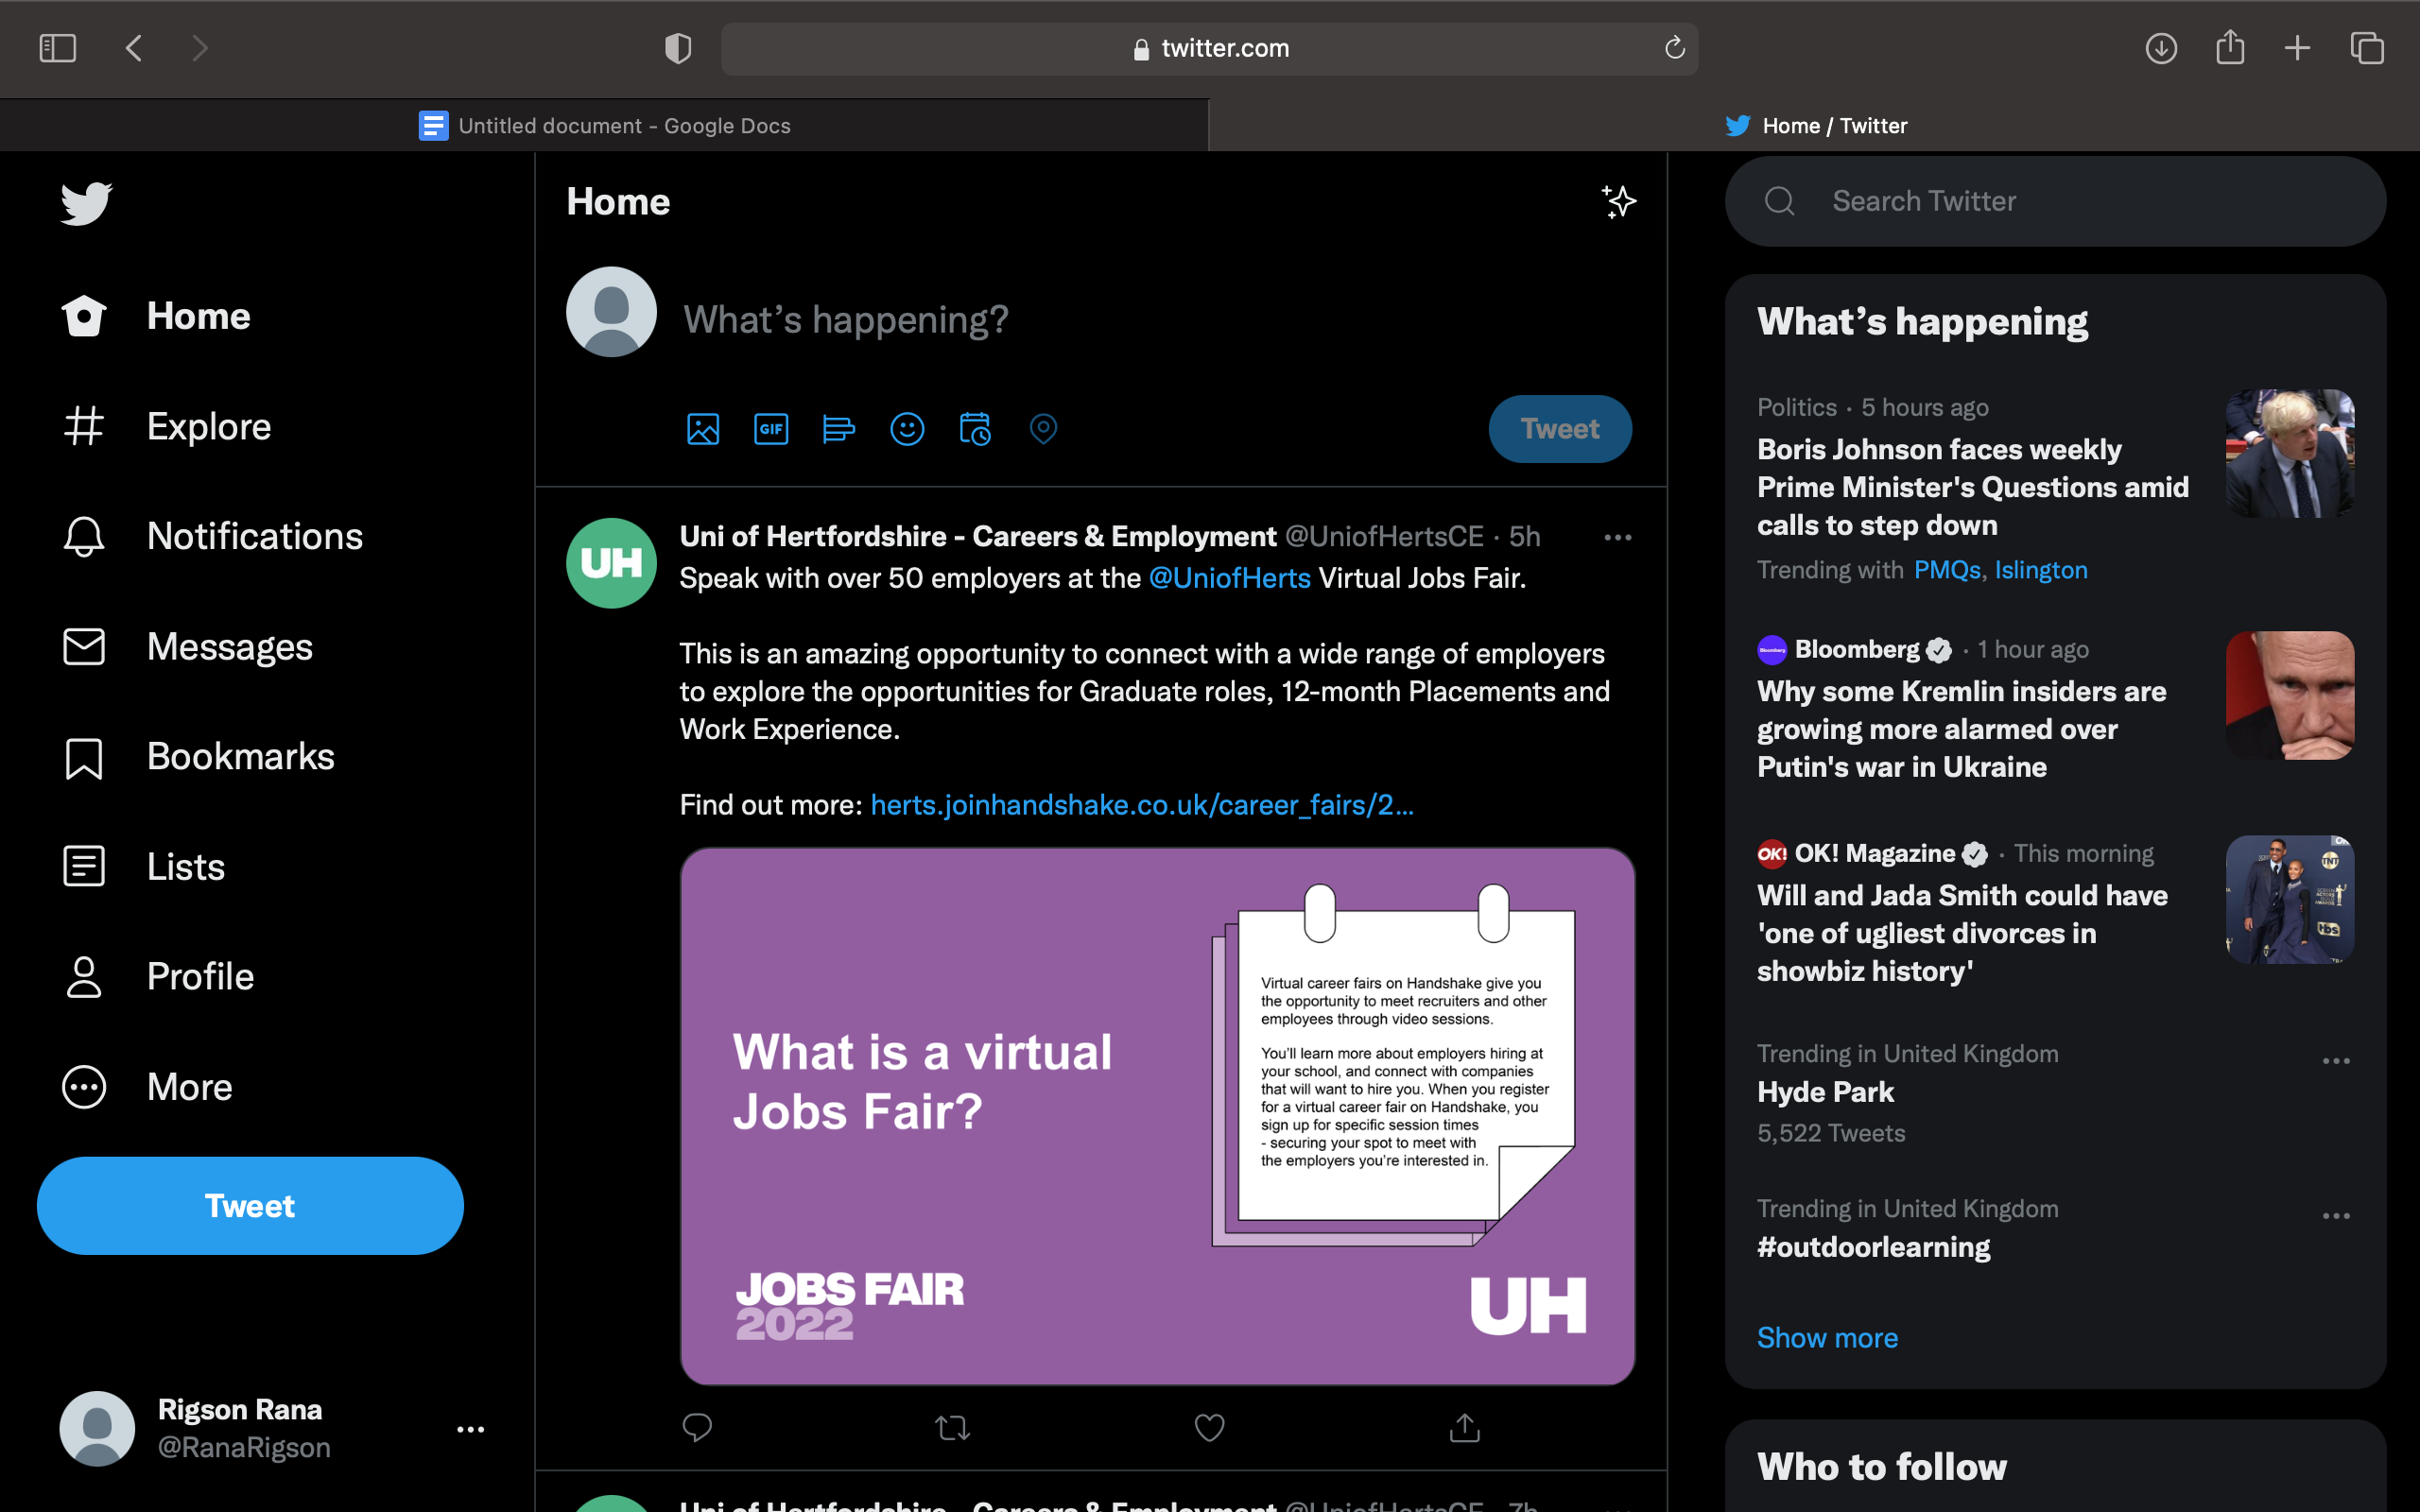 twitter.com
Untitled document - Google Docs
Home / Twitter
Home
Explore
Notifications
Messages
Bookmarks
Lists
Profile
More
Tweet
Rigson Rana
@RanaRigson
Home
What's happening?
GIF
Tweet
UH
Uni of Hertfordshire - Careers & Employment @UniofHertsCE · 5h
Speak with over 50 employers at the @UniofHerts Virtual Jobs Fair.
This is an amazing opportunity to connect with a wide range of employers
to explore the opportunities for Graduate roles, 12-month Placements and
Work Experience.
Find out more: herts.joinhandshake.co.uk/career_fairs/2...
What is a virtual
Jobs Fair?
Virtual career fairs on Handshake give you
the opportunity to meet recruiters and other
employees through video sessions.
You'll learn more about employers hiring at
your school, and connect with companies
that will want to hire you. When you register
for a virtual career fair on Handshake, you
sign up for specific session times
- securing your spot to meet with
the employers you're interested in.
JOBS FAIR
2022
UH
Uni of Hertfordshire - Careers & Employment @UniofHertsCE · 7h
Search Twitter
What's happening
Politics · 5 hours ago
Boris Johnson faces weekly
Prime Minister's Questions amid
calls to step down
Trending with PMQs, Islington
Bloomberg · 1 hour ago
Why some Kremlin insiders are
growing more alarmed over
Putin's war in Ukraine
OK! OK! Magazine · This morning
Will and Jada Smith could have
'one of ugliest divorces in
showbiz history'
TNT
tbs
Trending in United Kingdom
Hyde Park
5,522 Tweets
Trending in United Kingdom
#outdoorlearning
Show more
Who to follow